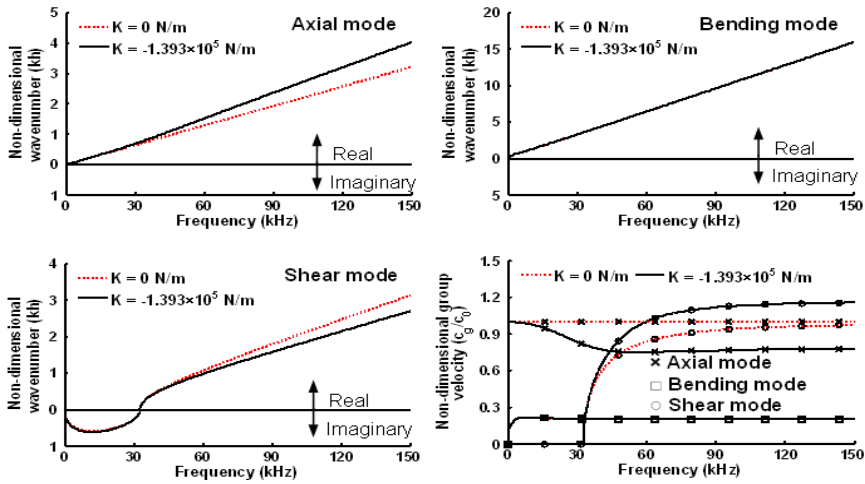 Axial mode
K = 0 N/m
K = -1.393×10⁵ N/m
Non-dimensional
wavenumber (kh)
5
4
3
2
1
0
1
Real
Imaginary
0 30 60 90 120 150
Frequency (kHz)
Bending mode
K = 0 N/m
K = -1.393×10⁵ N/m
Non-dimensional
wavenumber (kh)
20
15
10
5
0
5
Real
Imaginary
0 30 60 90 120 150
Frequency (kHz)
Shear mode
K = 0 N/m
K = -1.393×10⁵ N/m
Non-dimensional
wavenumber (kh)
4
3
2
1
0
1
2
Real
Imaginary
0 30 60 90 120 150
Frequency (kHz)
K = 0 N/m K = -1.393×10⁵ N/m
Non-dimensional group
velocity (c_g/c_0)
1.5
1.2
0.9
0.6
0.3
0
Axial mode
Bending mode
Shear mode
0 30 60 90 120 150
Frequency (kHz)